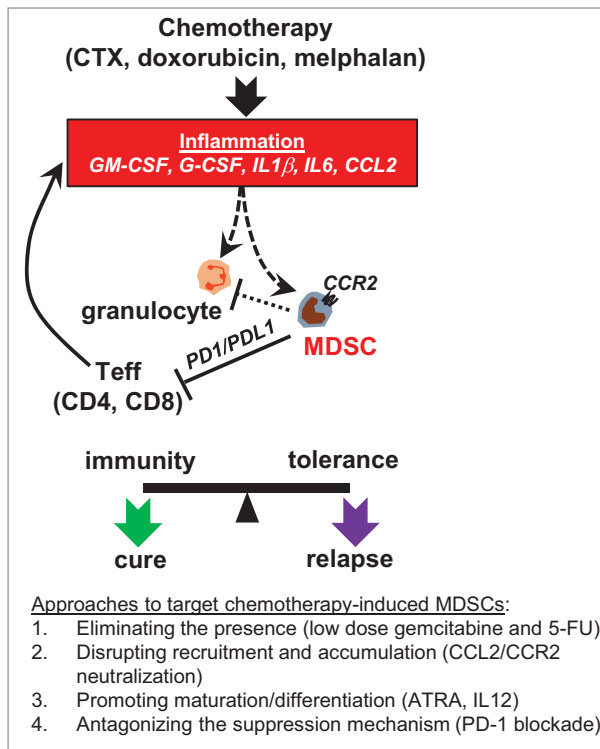 Chemotherapy
(CTX, doxorubicin, melphalan)
Inflammation
GM-CSF, G-CSF, IL1β, IL6, CCL2
CCR2
granulocyte
MDSC
PD1/PDL1
Teff
(CD4, CD8)
immunity tolerance
cure relapse
Approaches to target chemotherapy-induced MDSCs:
1. Eliminating the presence (low dose gemcitabine and 5-FU)
2. Disrupting recruitment and accumulation (CCL2/CCR2
neutralization)
3. Promoting maturation/differentiation (ATRA, IL12)
4. Antagonizing the suppression mechanism (PD-1 blockade)